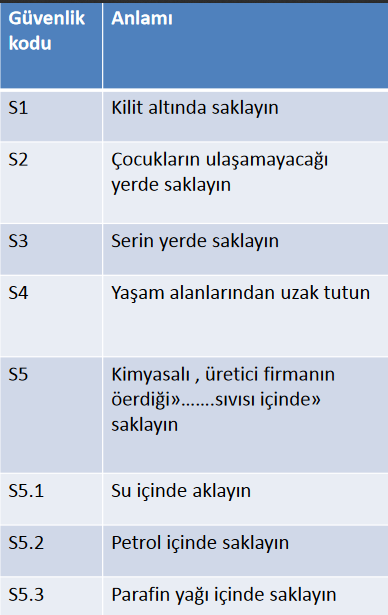 Güvenlik Anlamı
kodu
S1 Kilit altında saklayın
S2 Çocukların ulaşamayacağı
yerde saklayın
S3 Serin yerde saklayın
S4 Yaşam alanlarından uzak tutun
S5 Kimyasalı , üretici firmanın
öerdiği»…….sıvısı içinde»
saklayın
S5.1 Su içinde aklayın
S5.2 Petrol içinde saklayın
S5.3 Parafin yağı içinde saklayın